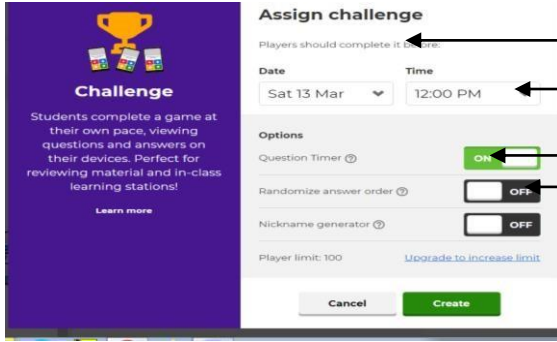 Challenge
Students complete a game at
their own pace, viewing
questions and answers on
their devices. Perfect for
reviewing material and in-class
learning stations!
Learn more
Assign challenge
Players should complete it before:
Date
Time
Sat 13 Mar
12:00 PM
Options
Question Timer
ON
Randomize answer order
OFF
Nickname generator
OFF
Player limit: 100
Upgrade to increase limit
Cancel
Create